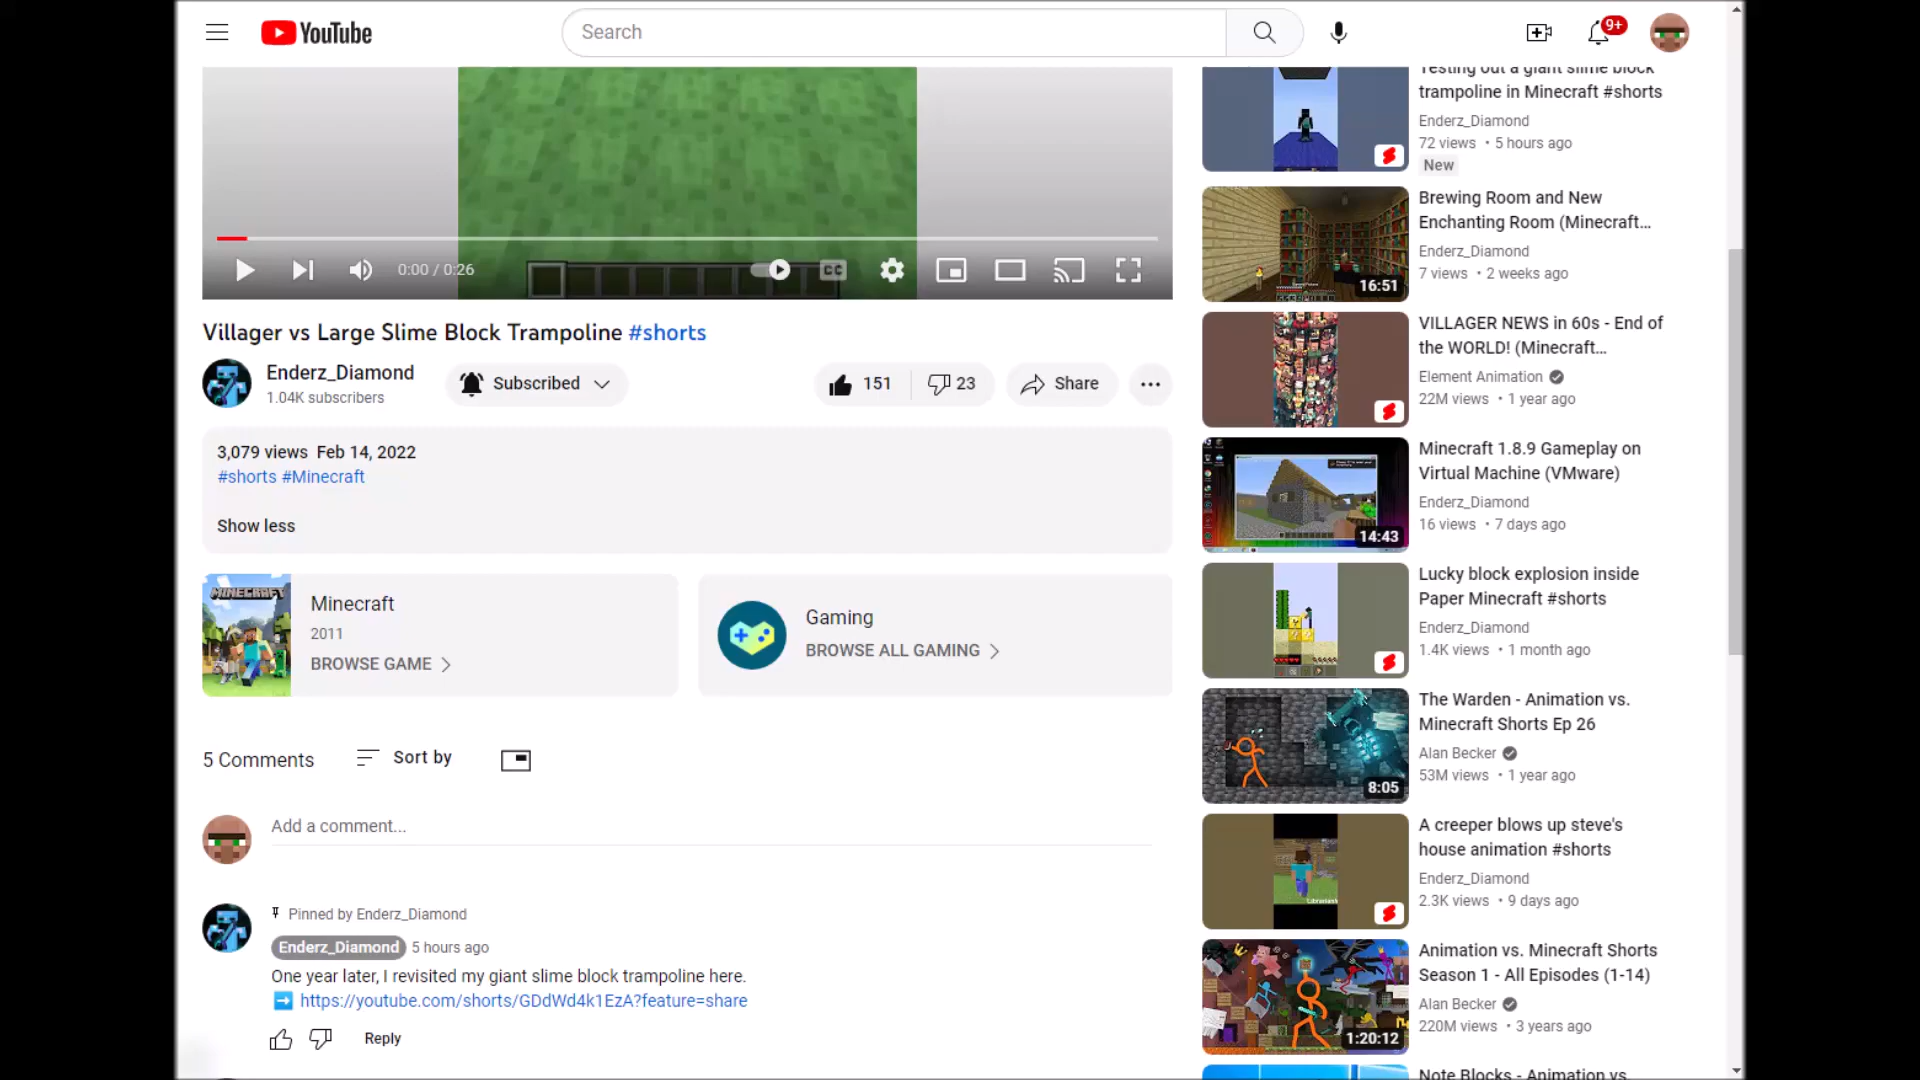 YouTube
Search
9+
0:00 / 0:26
CC
Villager vs Large Slime Block Trampoline #shorts
Enderz_Diamond
1.04K subscribers
Subscribed
151
23
Share
3,079 views Feb 14, 2022
#shorts #Minecraft
Show less
MINECRAFT
Minecraft
2011
BROWSE GAME
Gaming
BROWSE ALL GAMING
5 Comments
Sort by
Add a comment...
Pinned by Enderz_Diamond
Enderz_Diamond 5 hours ago
One year later, I revisited my giant slime block trampoline here.
https://youtube.com/shorts/GDdWd4k1EzA?feature=share
Reply
Testing out a giant slime block
trampoline in Minecraft #shorts
Enderz_Diamond
72 views • 5 hours ago
New
16:51
Brewing Room and New
Enchanting Room (Minecraft...
Enderz_Diamond
7 views • 2 weeks ago
VILLAGER NEWS in 60s - End of
the WORLD! (Minecraft...
Element Animation
22M views • 1 year ago
14:43
Minecraft 1.8.9 Gameplay on
Virtual Machine (VMware)
Enderz_Diamond
16 views • 7 days ago
Lucky block explosion inside
Paper Minecraft #shorts
Enderz_Diamond
1.4K views • 1 month ago
8:05
The Warden - Animation vs.
Minecraft Shorts Ep 26
Alan Becker
53M views • 1 year ago
A creeper blows up steve's
house animation #shorts
Enderz_Diamond
2.3K views • 9 days ago
1:20:12
Animation vs. Minecraft Shorts
Season 1 - All Episodes (1-14)
Alan Becker
220M views • 3 years ago
Note Blocks - Animation vs.